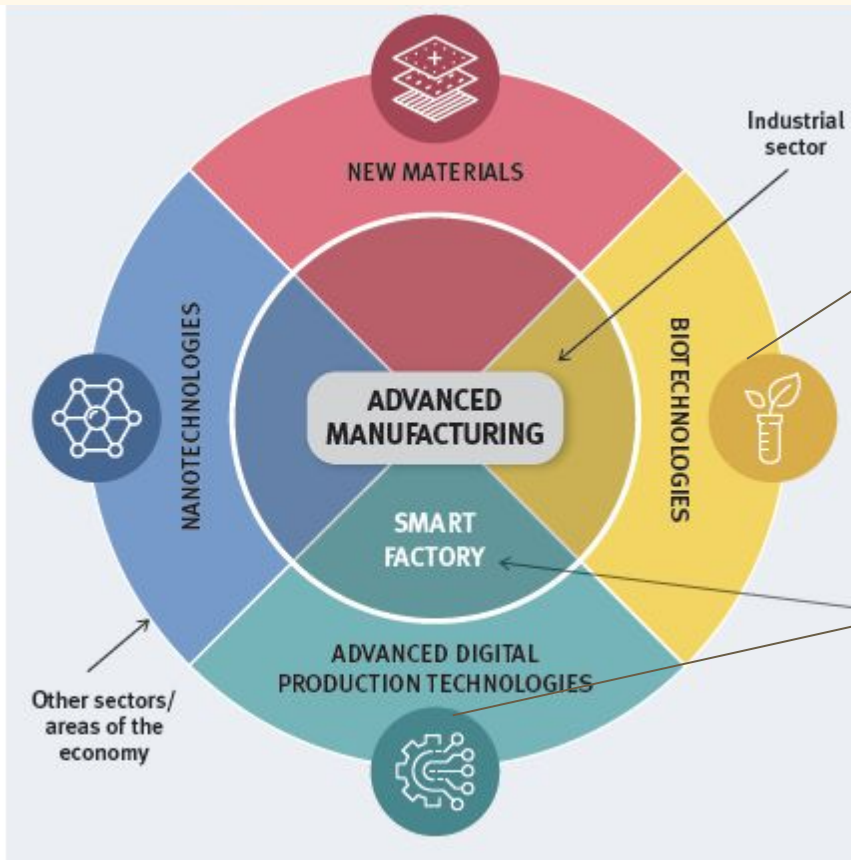 NEW MATERIALS
Industrial
sector
NANOTECHNOLOGIES
BIOTECHNOLOGIES
ADVANCED
MANUFACTURING
SMART
FACTORY
ADVANCED DIGITAL
PRODUCTION TECHNOLOGIES
Other sectors/
areas of the
economy